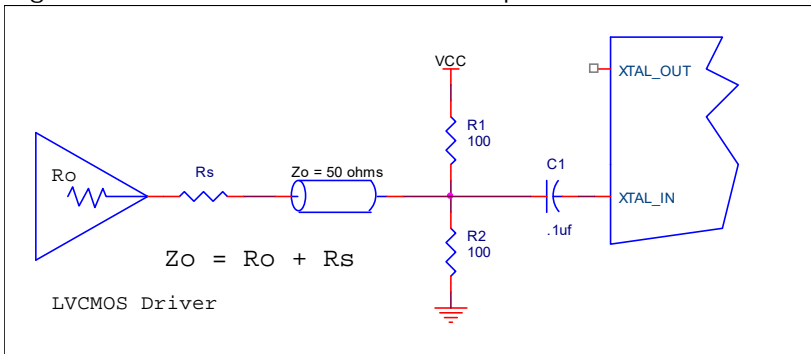 VCC
XTAL_OUT
R1
100
Ro
Rs
Zo = 50 ohms
C1
XTAL_IN
.1uf
R2
100
Zo = Ro + Rs
LVCMOS Driver